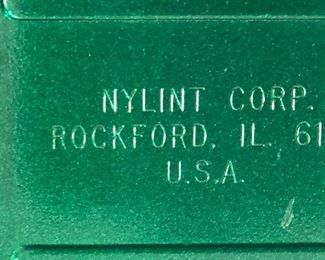 NYLINT CORP.
ROCKFORD, IL. 61
U.S.A.